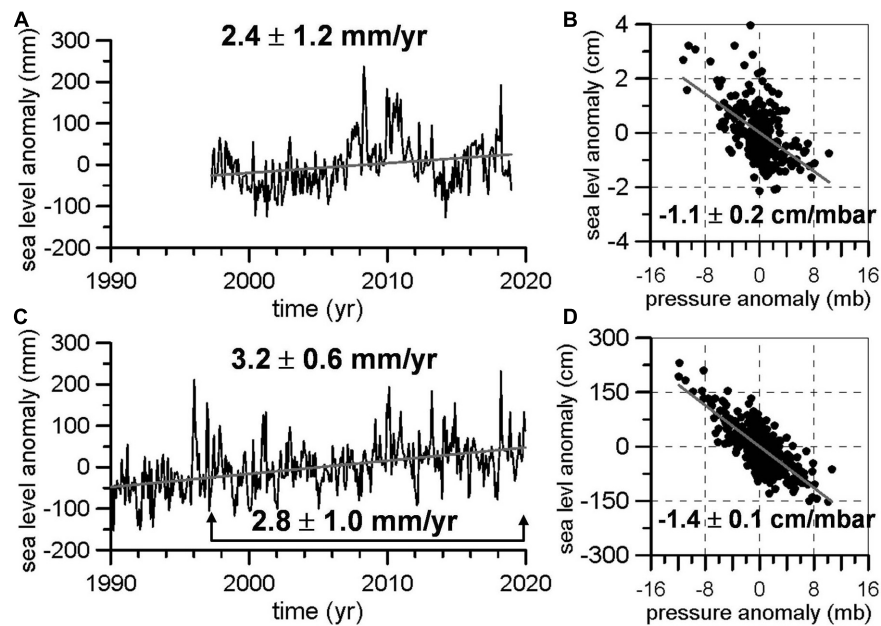 A
2.4 ± 1.2 mm/yr
sea level anomaly (mm)
300
200
100
0
-100
-200
1990
2000
2010
2020
time (yr)
B
sea levl anomaly (cm)
4
2
0
-2
-4
-1.1 ± 0.2 cm/mbar
-16
-8
0
8
16
pressure anomaly (mb)
C
3.2 ± 0.6 mm/yr
sea level anomaly (mm)
300
200
100
0
-100
-200
2.8 ± 1.0 mm/yr
1990
2000
2010
2020
time (yr)
D
sea levl anomaly (cm)
300
150
0
-150
-300
-1.4 ± 0.1 cm/mbar
-16
-8
0
8
16
pressure anomaly (mb)